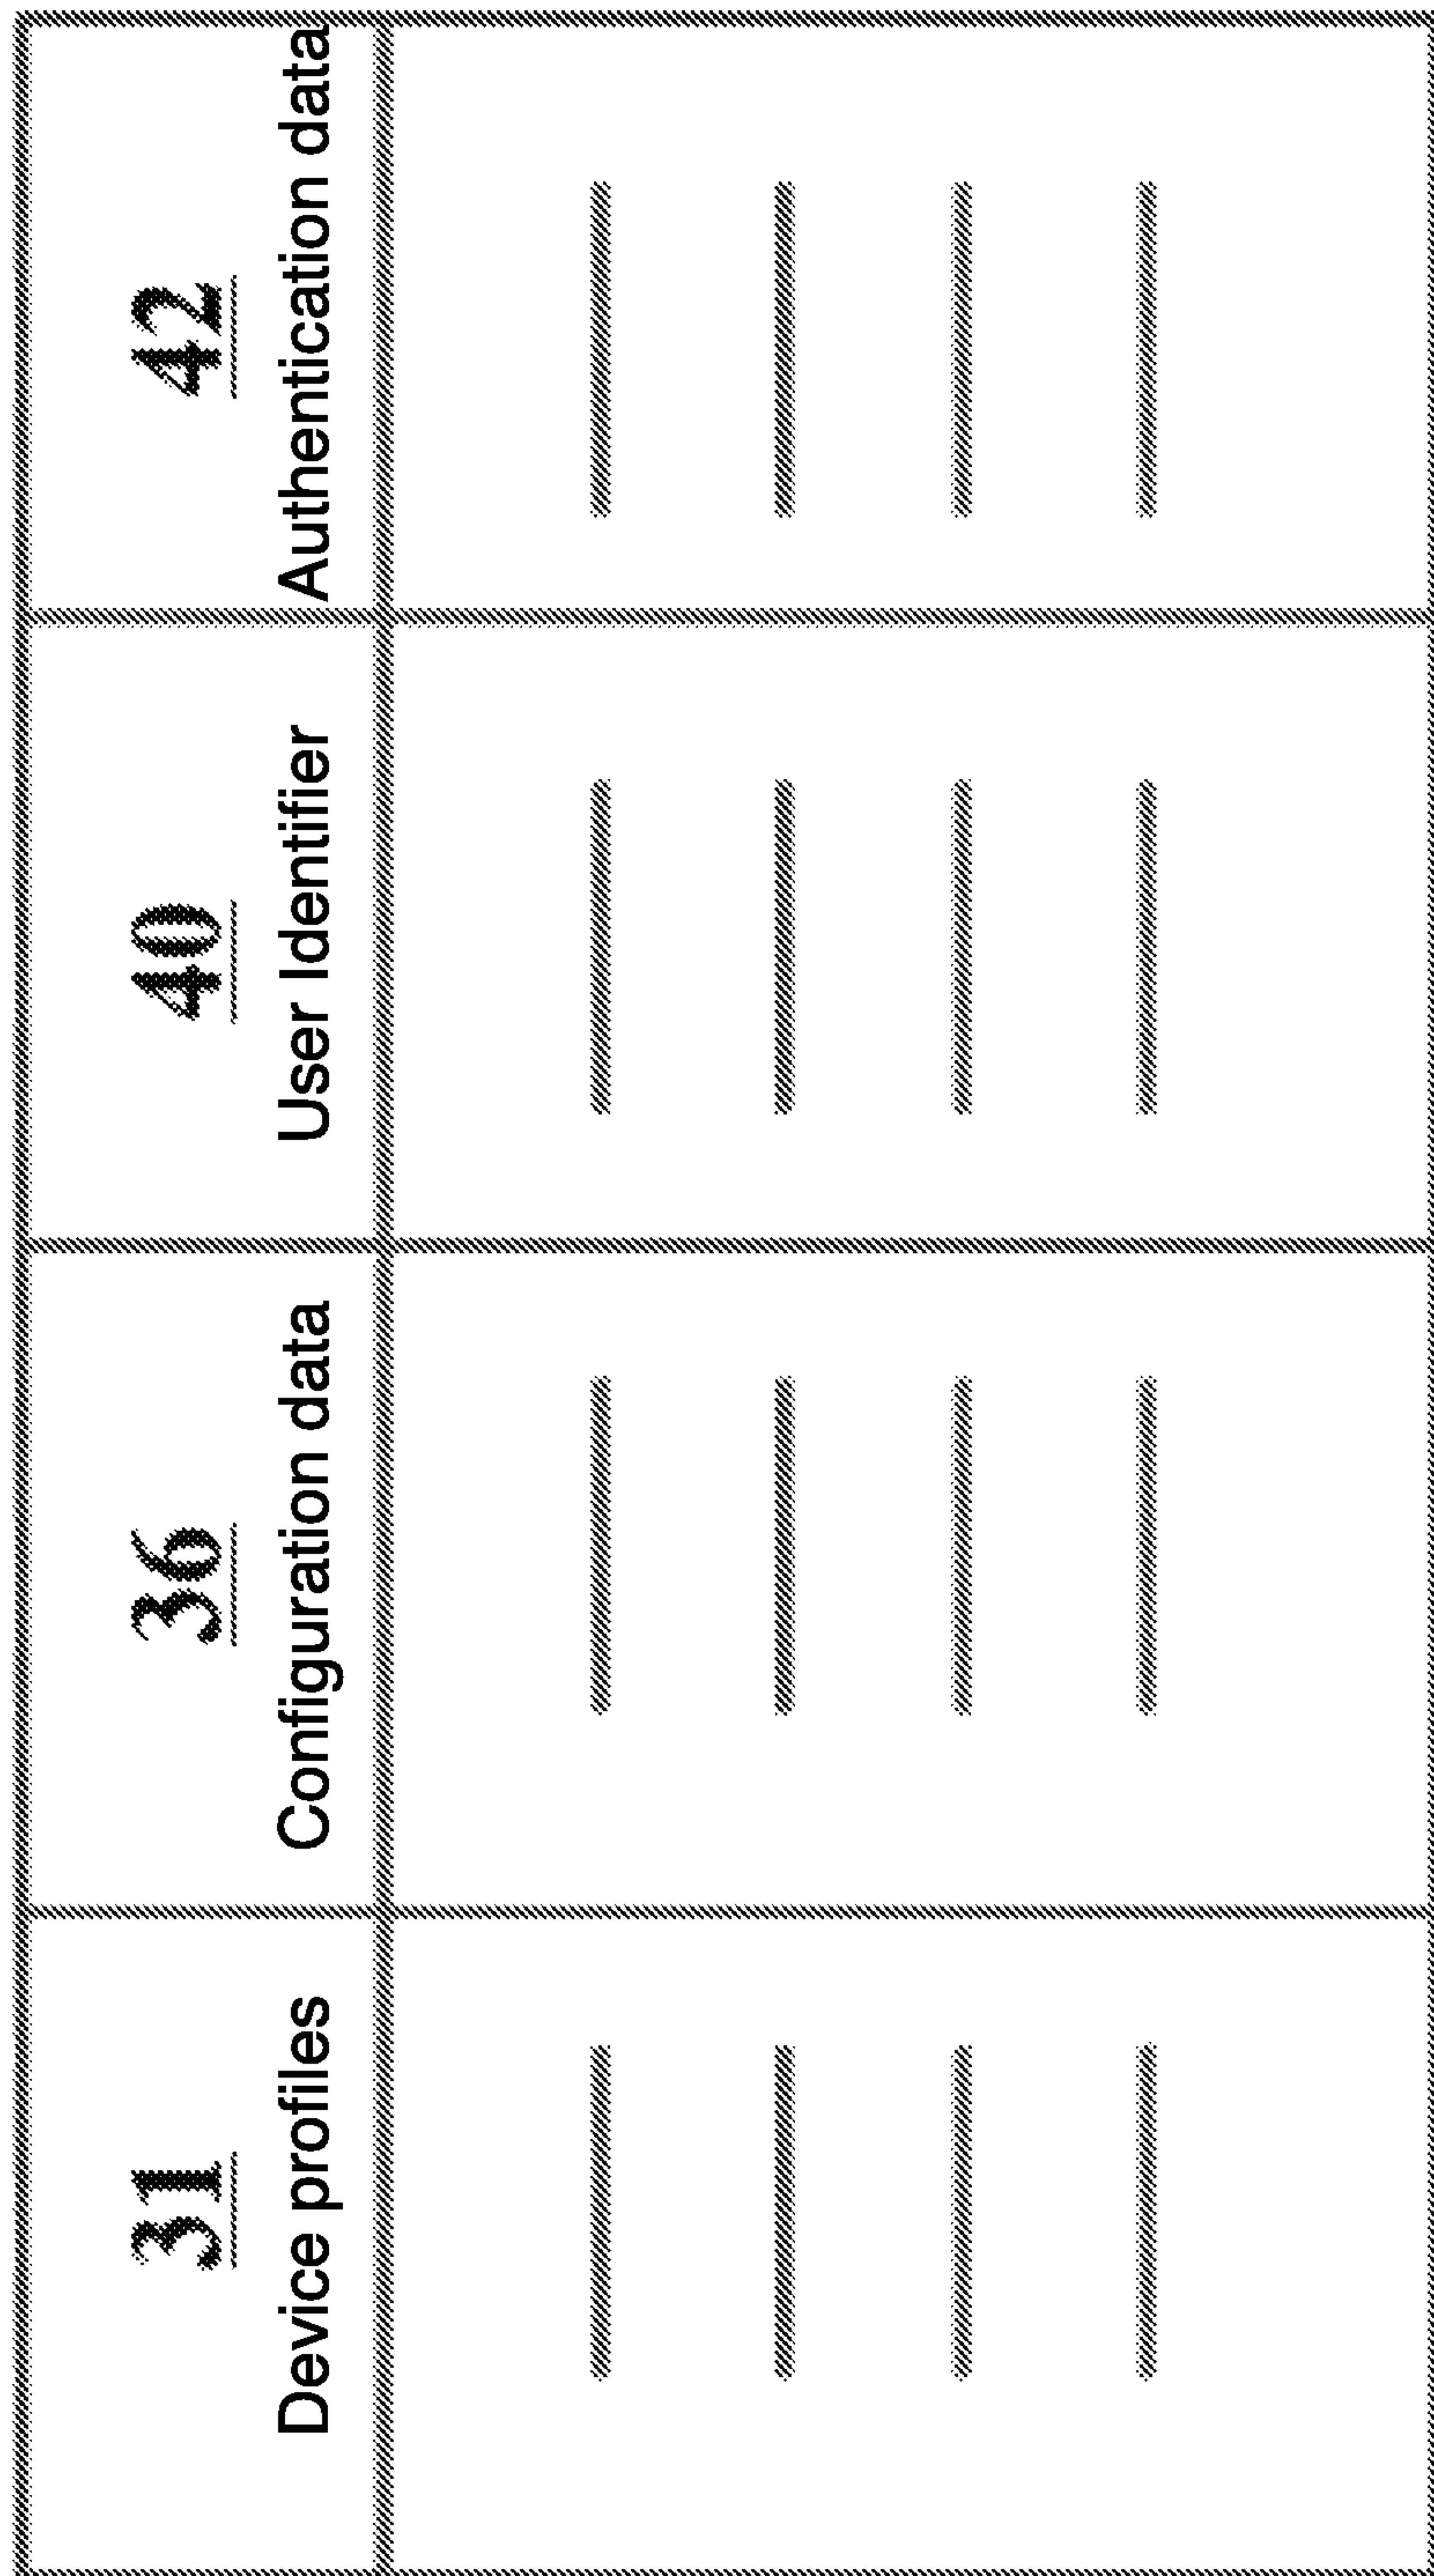 31
Device profiles
36
Configuration data
40
User Identifier
42
Authentication data